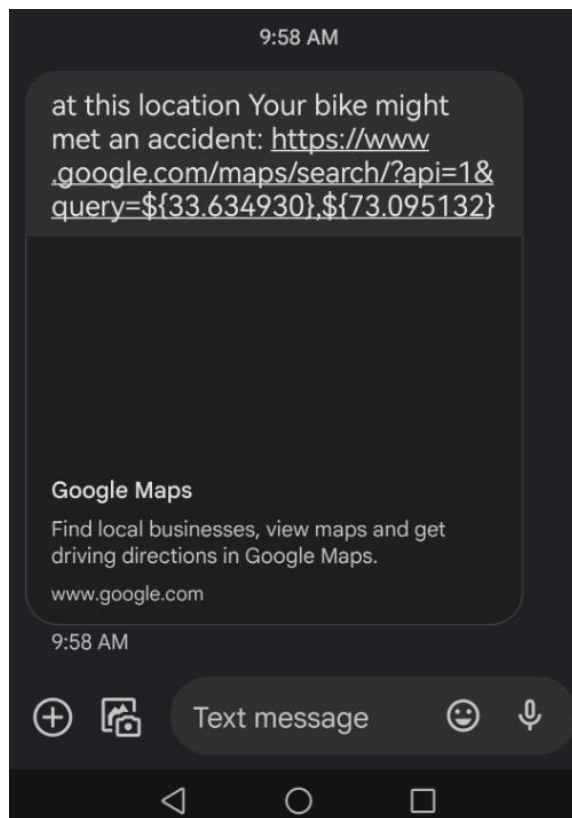 9:58 AM
at this location Your bike might
met an accident: https://www
.google.com/maps/search/?api=1&
query=${33.634930},${73.095132}
Google Maps
Find local businesses, view maps and get
driving directions in Google Maps.
www.google.com
9:58 AM
Text message